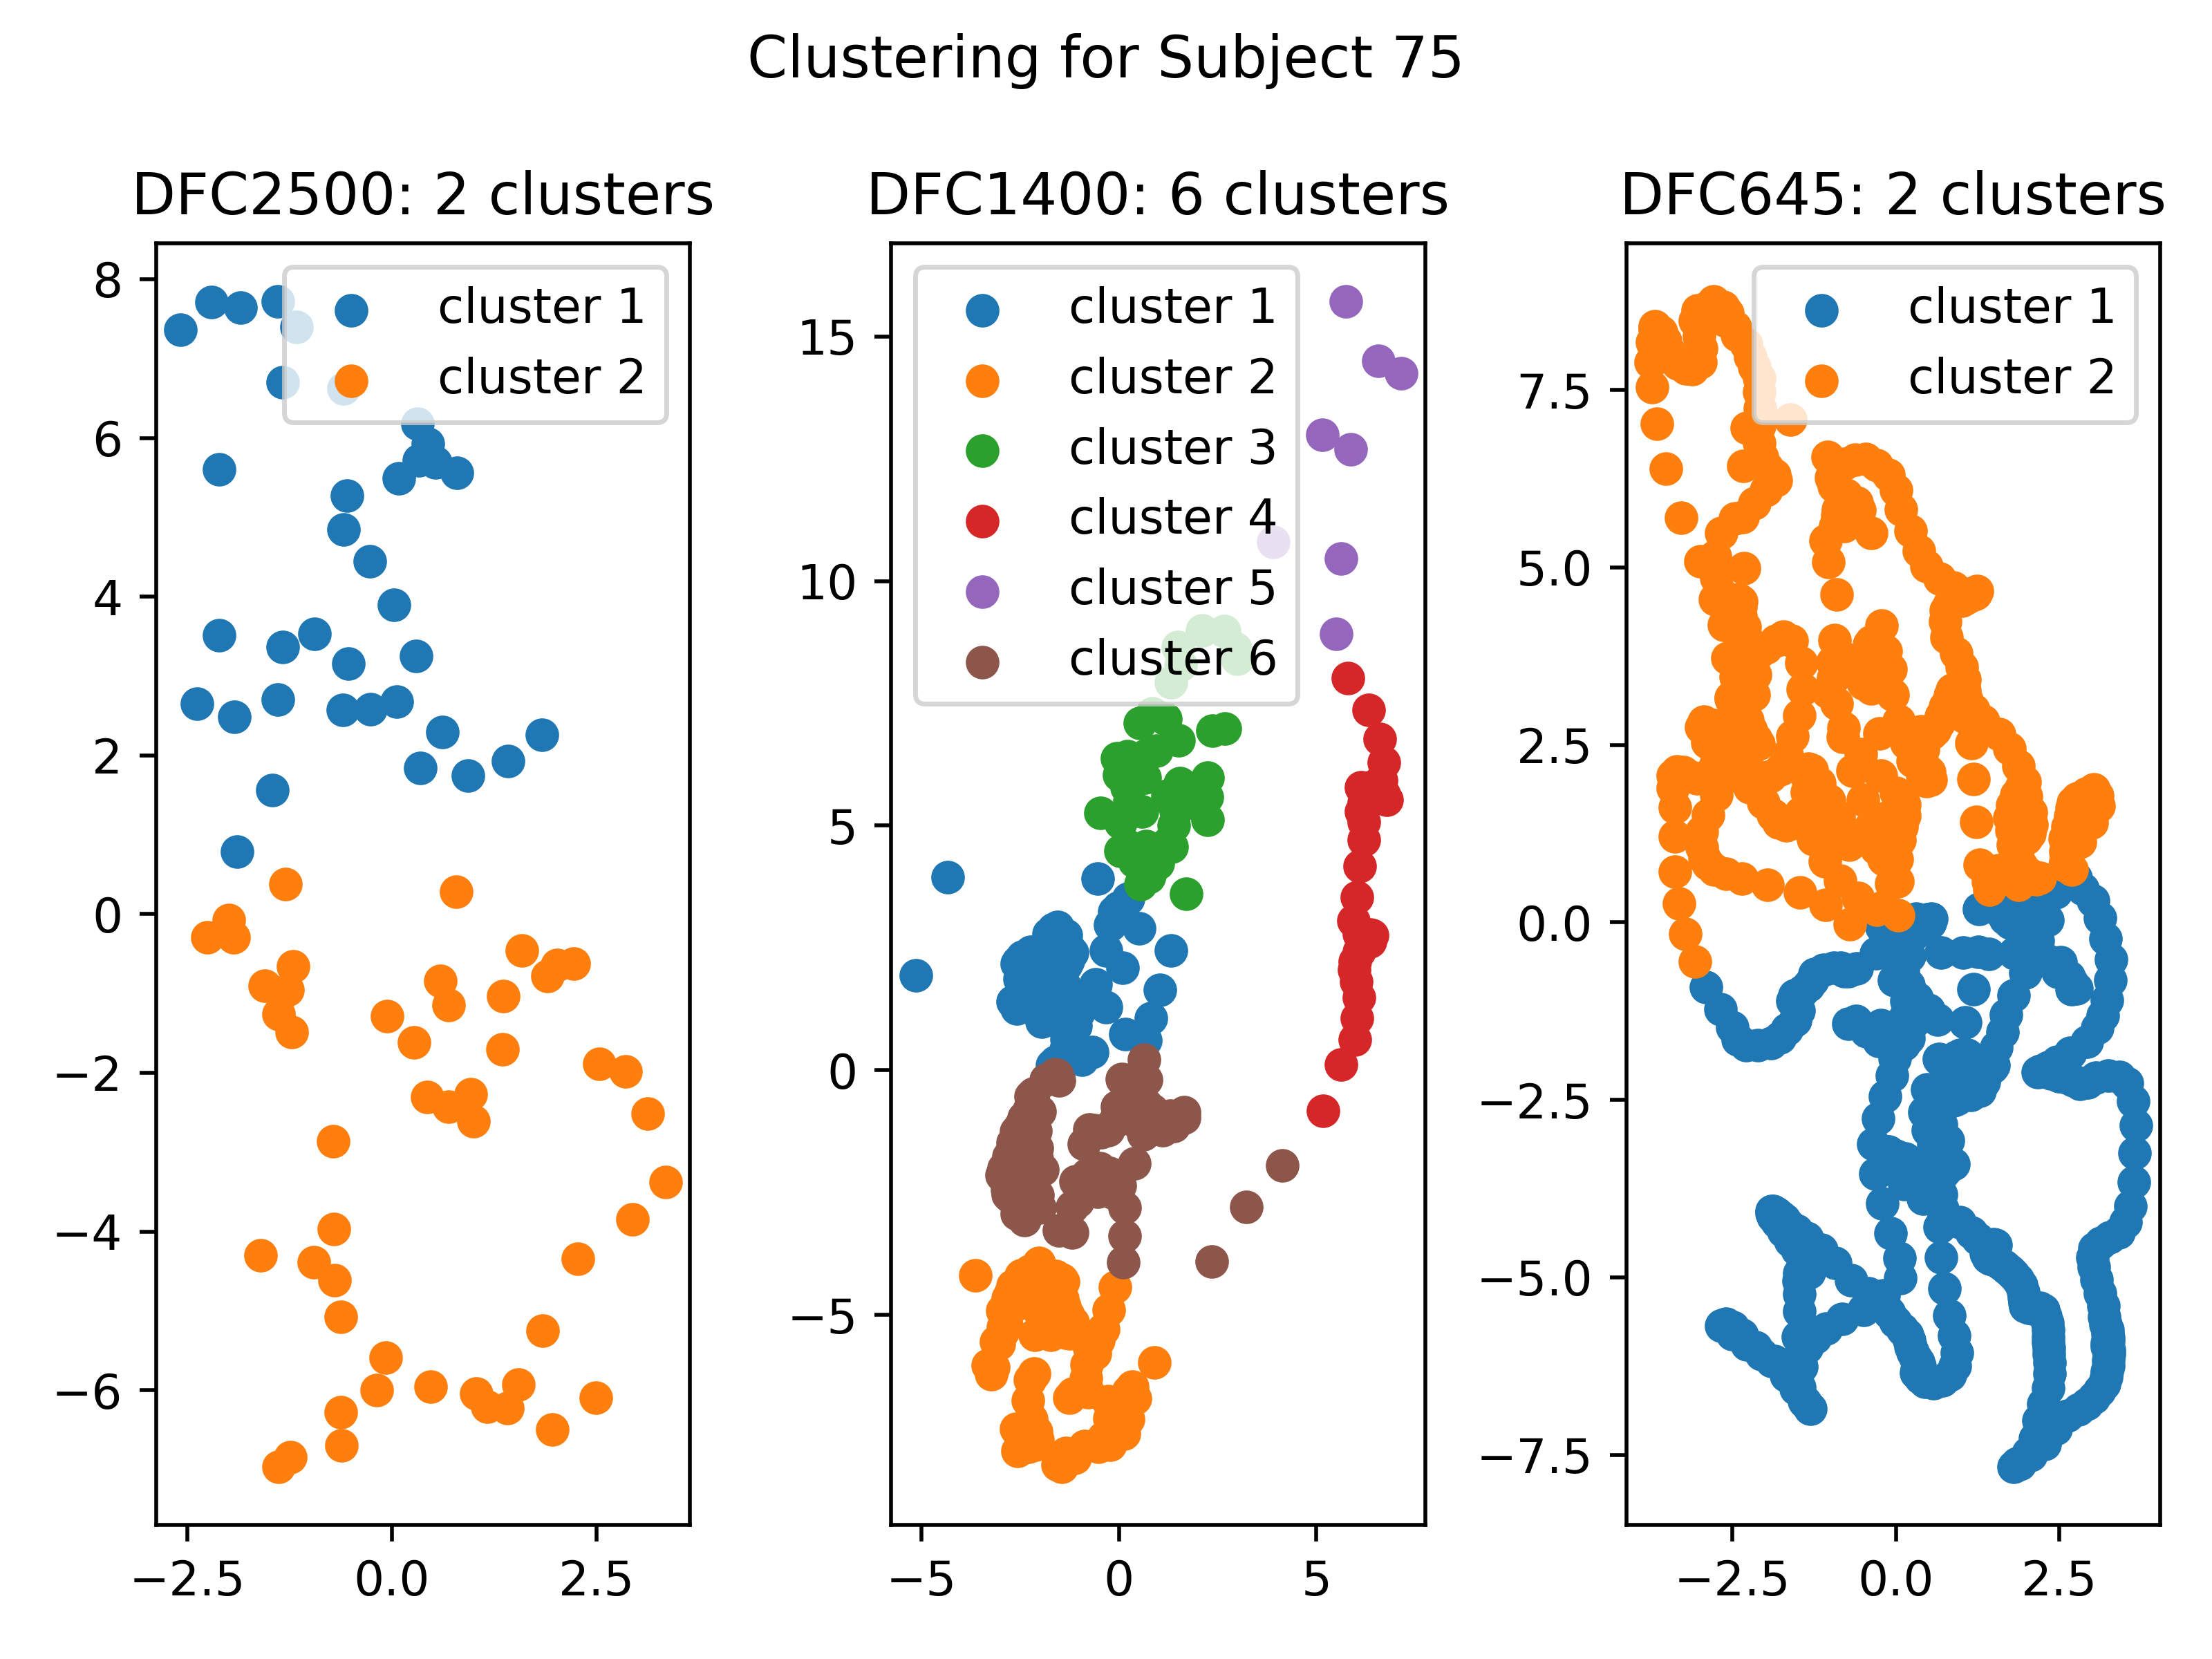 Clustering for Subject 75
DFC2500: 2 clusters
8
6
4
2
0
−2
−4
−6
−2.5 0.0 2.5
cluster 1
cluster 2
DFC1400: 6 clusters
15
10
5
0
−5
−5 0 5
cluster 1
cluster 2
cluster 3
cluster 4
cluster 5
cluster 6
DFC645: 2 clusters
7.5
5.0
2.5
0.0
−2.5
−5.0
−7.5
−2.5 0.0 2.5
cluster 1
cluster 2